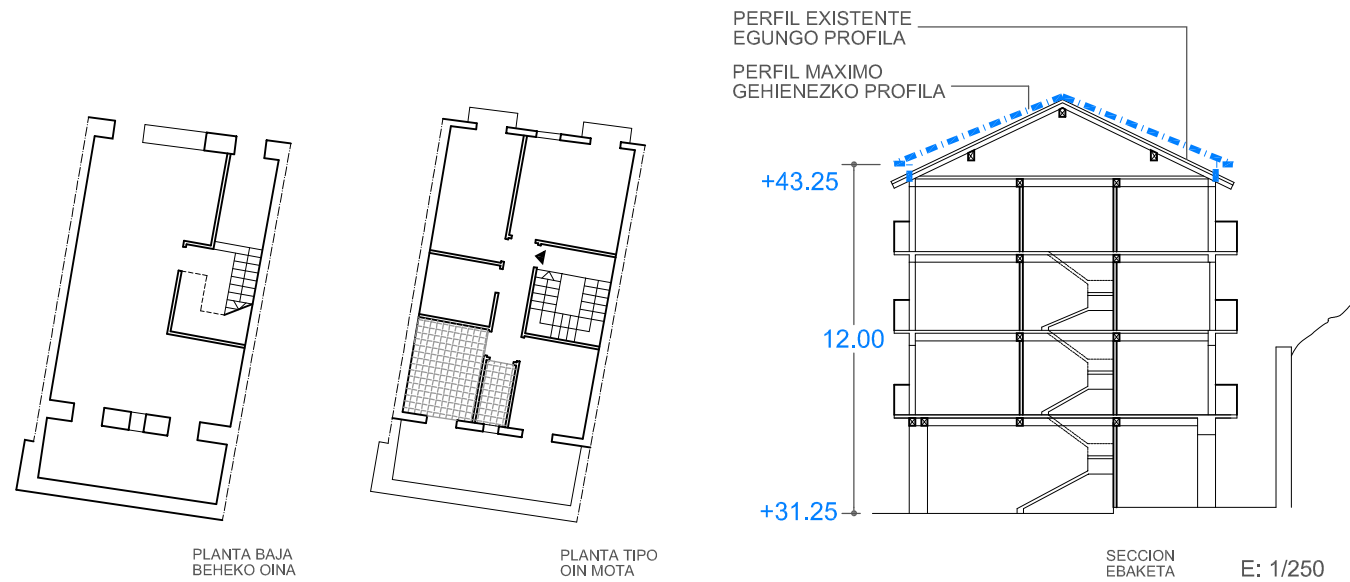 PERFIL EXISTENTE
EGUNGO PROFILA
PERFIL MAXIMO
GEHIENEZKO PROFILA
+43.25
12.00
+31.25
PLANTA BAJA
BEHEKO OINA
PLANTA TIPO
OIN MOTA
SECCION
EBAKETA
E: 1/250